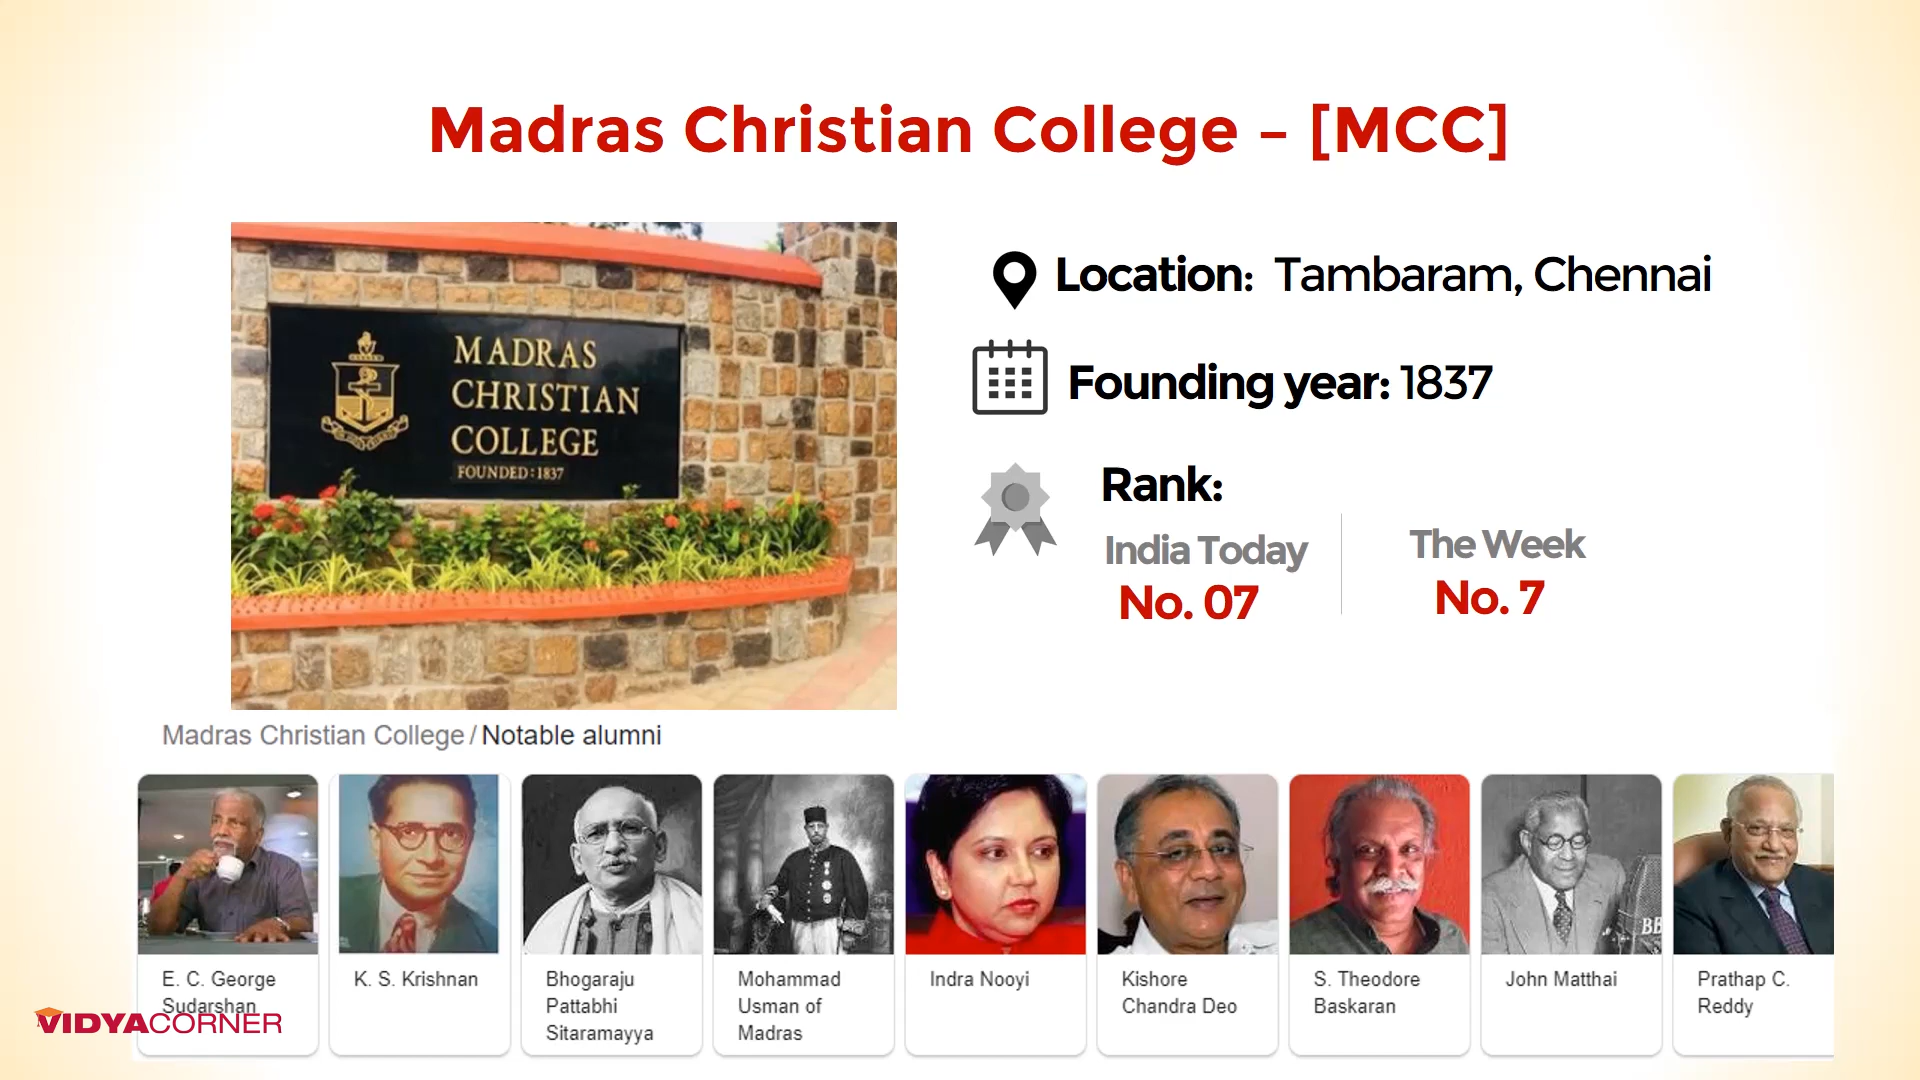 Madras Christian College – [MCC]
MADRAS
CHRISTIAN
COLLEGE
FOUNDED:1837
Location: Tambaram, Chennai
Founding year: 1837
Rank:
India Today
No. 07
The Week
No. 7
Madras Christian College / Notable alumni
BB
E. C. George
Sudarshan
K. S. Krishnan
Bhogaraju
Pattabhi
Sitaramayya
Mohammad
Usman of
Madras
Indra Nooyi
Kishore
Chandra Deo
S. Theodore
Baskaran
John Matthai
Prathap C.
Reddy
VIDYACORNER